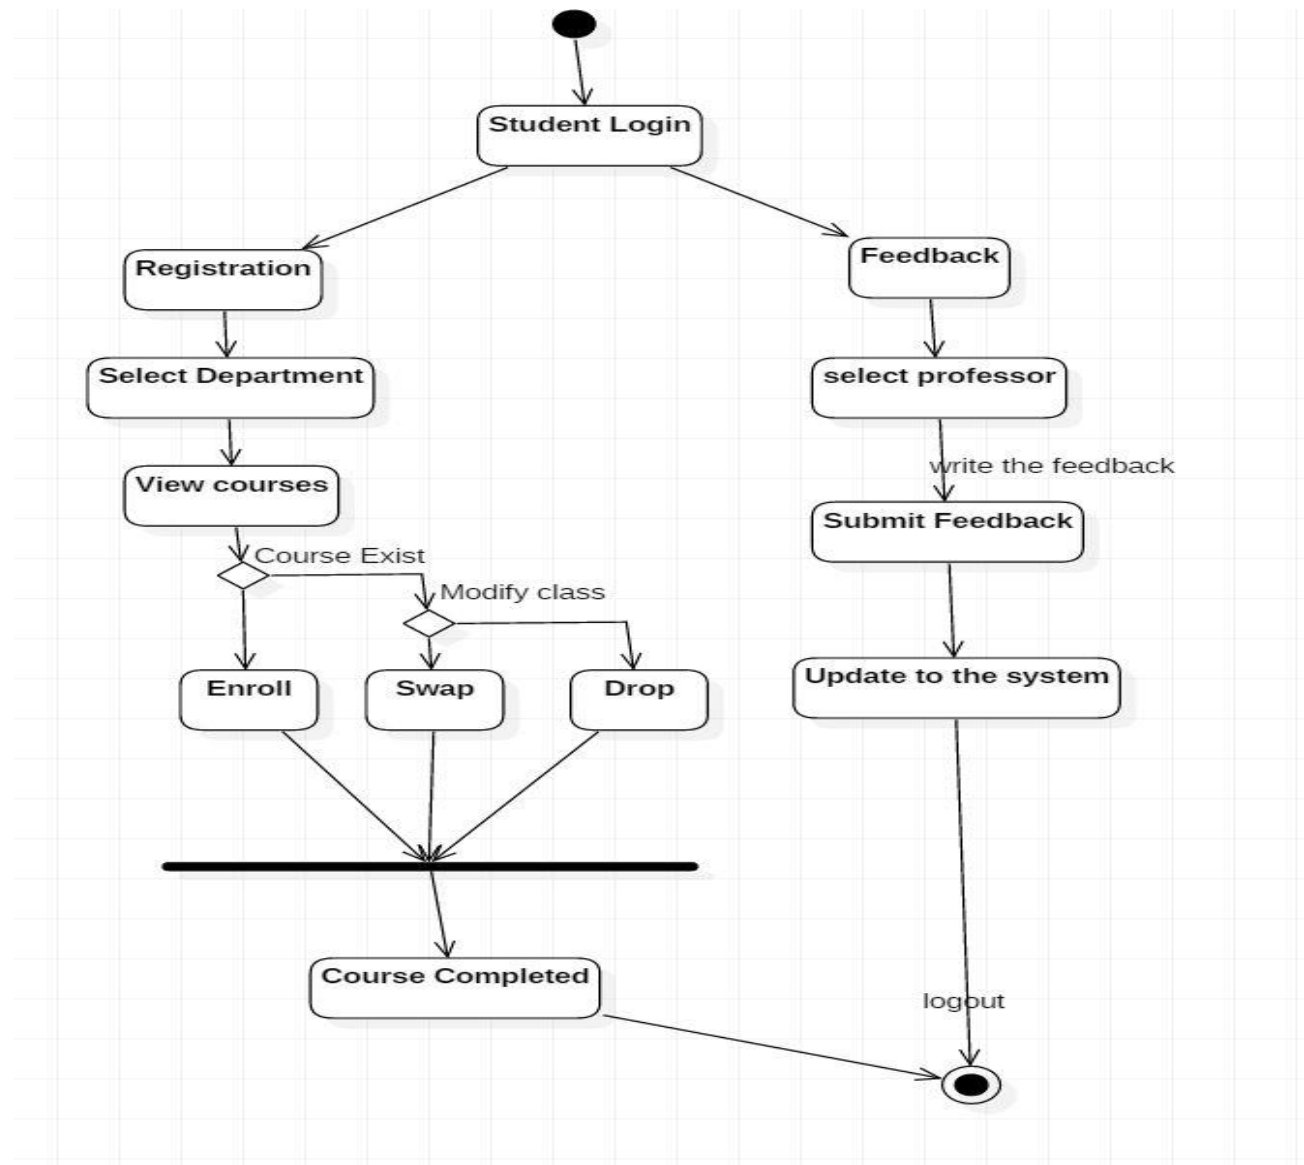 Student Login
Registration
Feedback
Select Department
select professor
View courses
write the feedback
Submit Feedback
Course Exist
Modify class
Enroll
Swap
Drop
Update to the system
Course Completed
logout